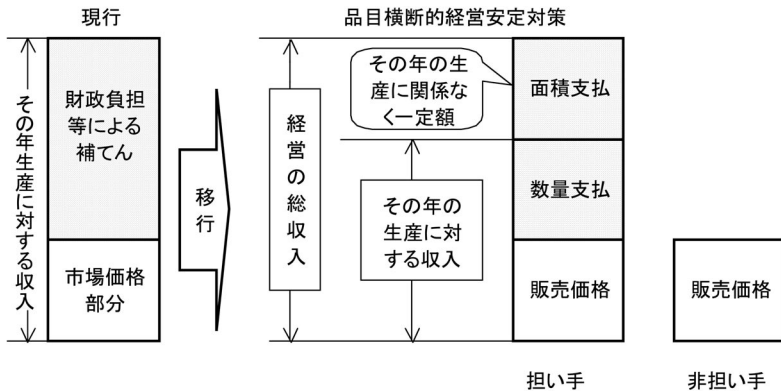 現行
品目横断的経営安定対策
その年生産に対する収入
財政負担
等による
補てん
市場価格
部分
移行
経営の総収入
その年の生
産に関係な
く一定額
その年の
生産に対
する収入
面積支払
数量支払
販売価格
販売価格
担い手
非担い手